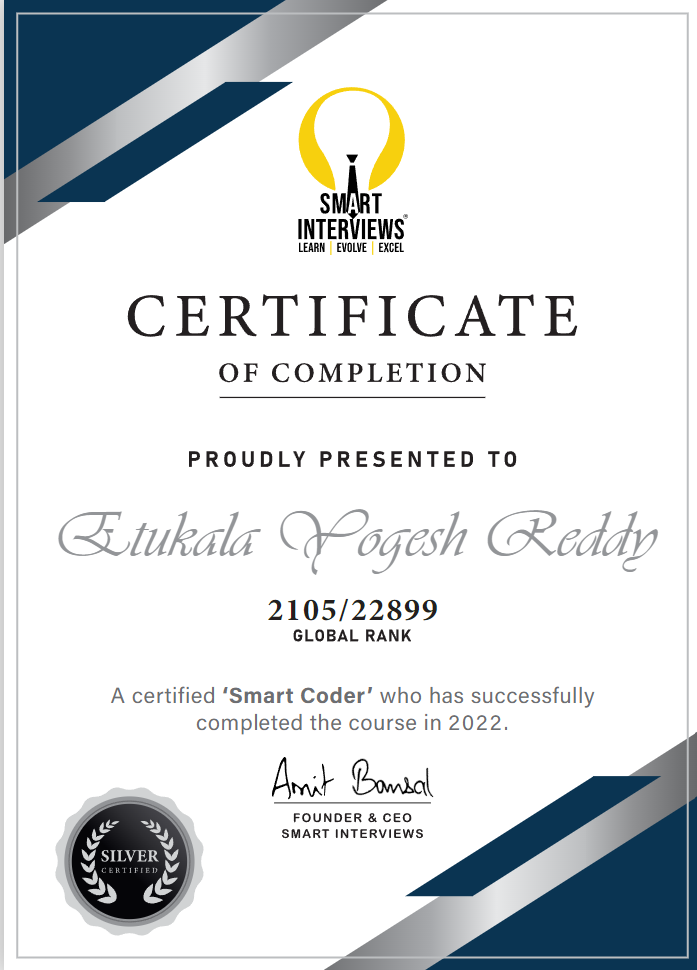 SMART
INTERVIEWS®
LEARN | EVOLVE | EXCEL
CERTIFICATE
OF COMPLETION
PROUDLY PRESENTED TO
Etukala Yogesh Reddy
2105/22899
GLOBAL RANK
A certified ‘Smart Coder’ who has successfully
completed the course in 2022.
Amit Bansal
FOUNDER & CEO
SMART INTERVIEWS
SILVER
CERTIFIED